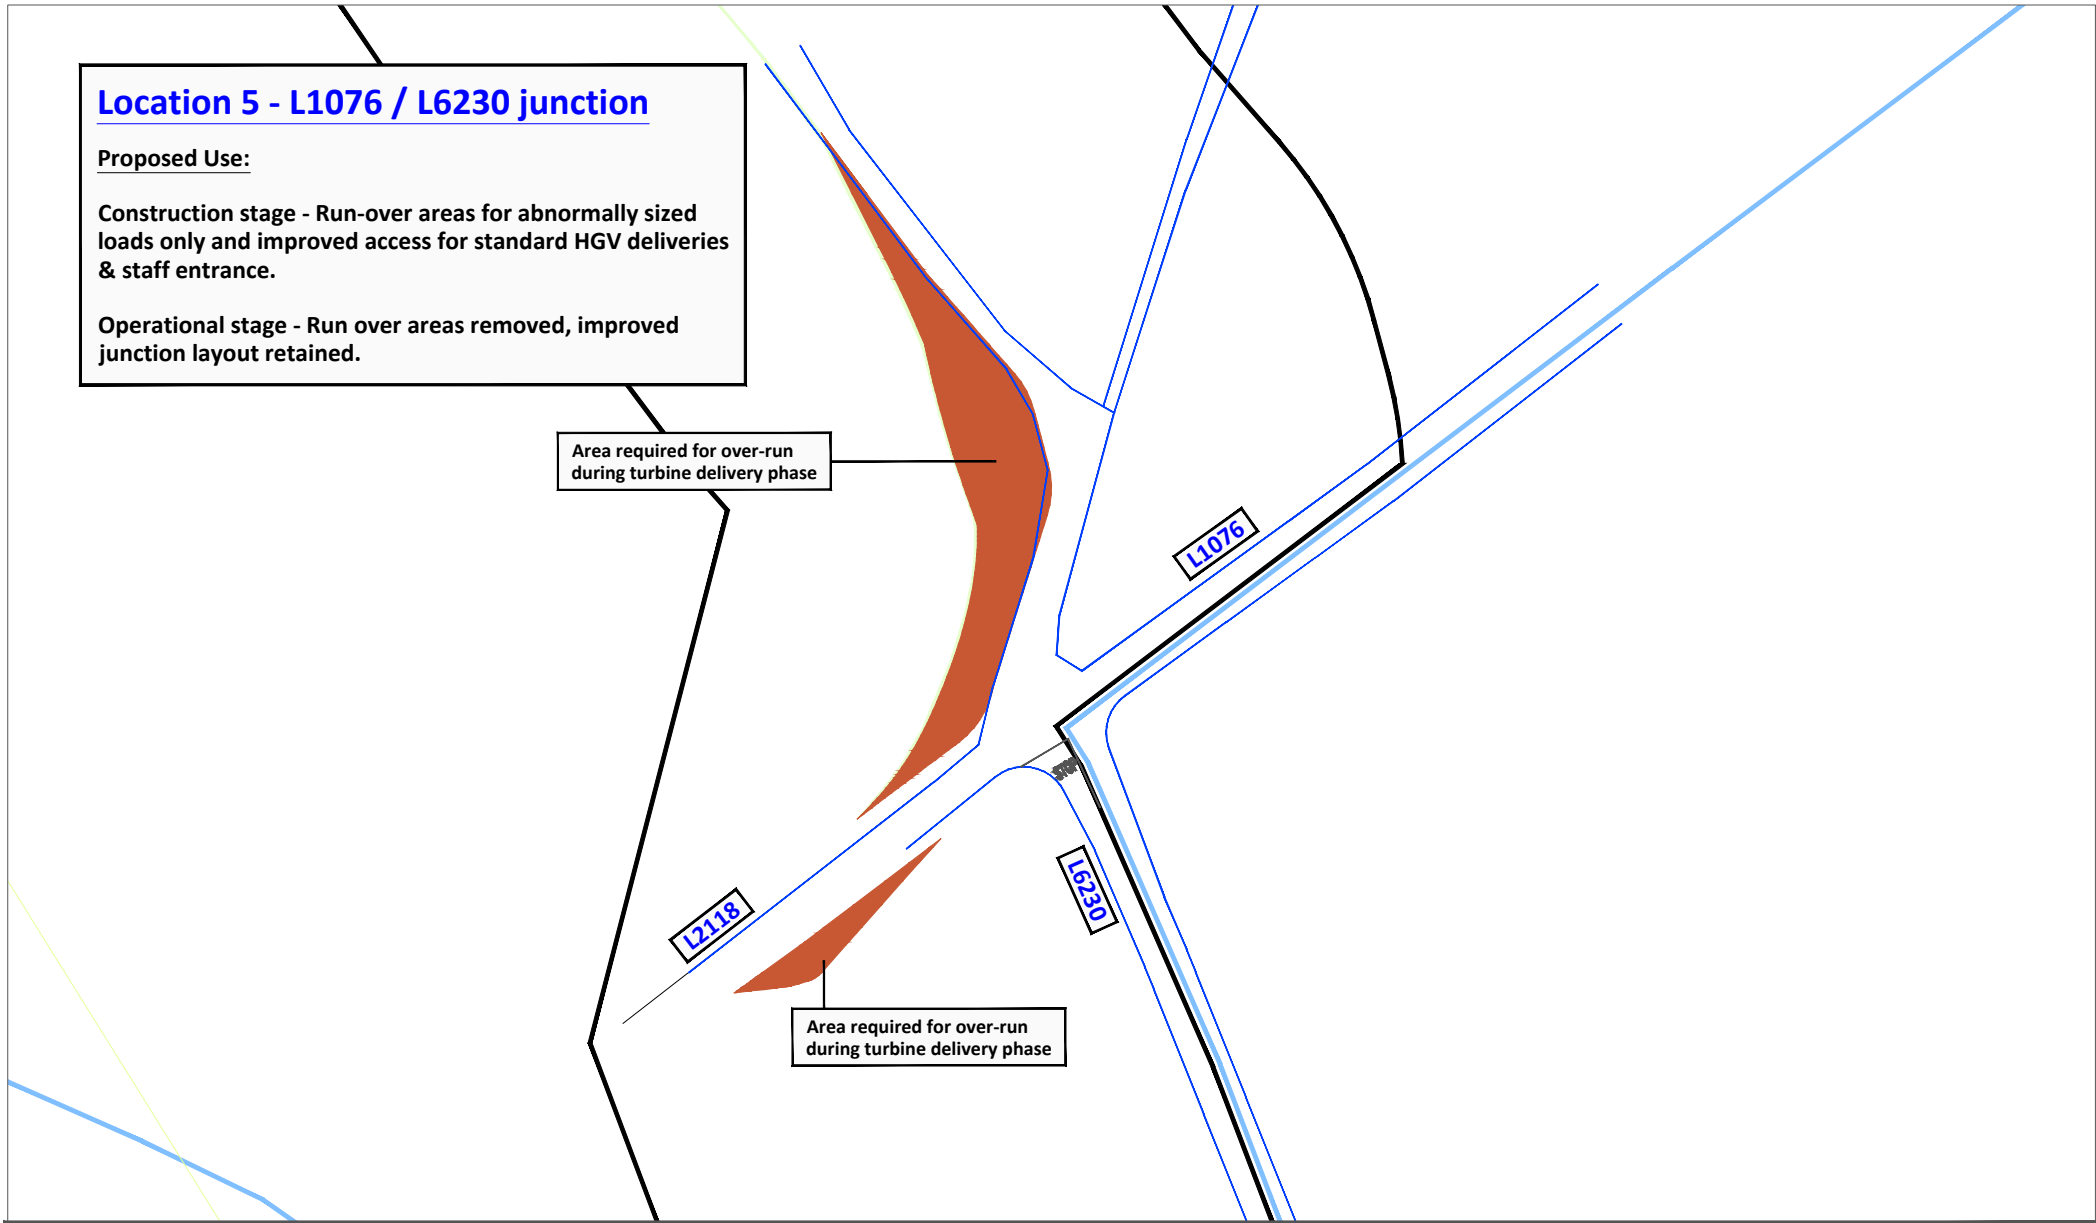 Location 5 - L1076 / L6230 junction
Proposed Use:
Construction stage - Run-over areas for abnormally sized
loads only and improved access for standard HGV deliveries
& staff entrance.
Operational stage - Run over areas removed, improved
junction layout retained.
Area required for over-run
during turbine delivery phase
L1076
STOP
L6230
L2118
Area required for over-run
during turbine delivery phase